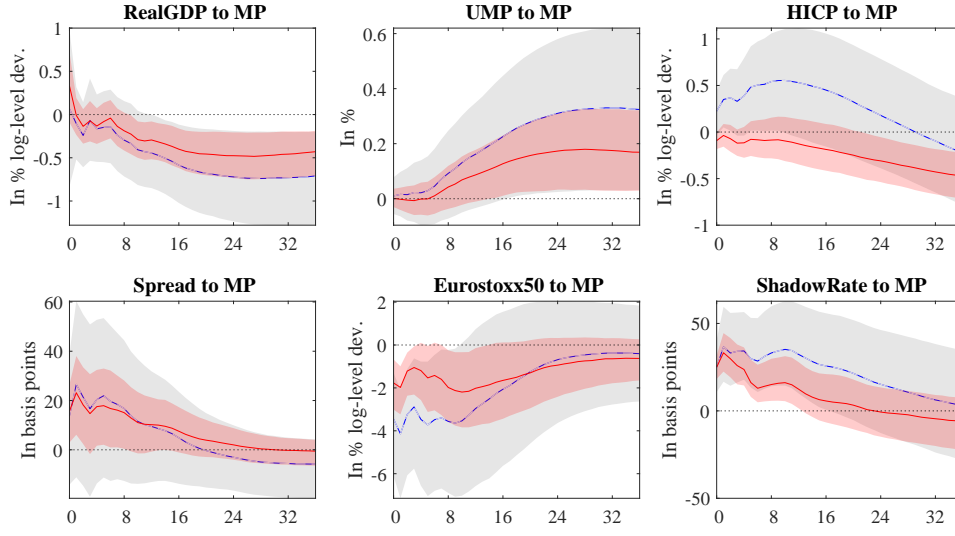 RealGDP to MP
In % log-level dev.
1
0.5
0
-0.5
-1
0 8 16 24 32
UMP to MP
In %
0.6
0.4
0.2
0
0 8 16 24 32
HICP to MP
In % log-level dev.
1
0.5
0
-0.5
-1
0 8 16 24 32
Spread to MP
In basis points
60
40
20
0
0 8 16 24 32
Eurostoxx50 to MP
In % log-level dev.
2
0
-2
-4
-6
0 8 16 24 32
ShadowRate to MP
In basis points
50
0
-50
0 8 16 24 32